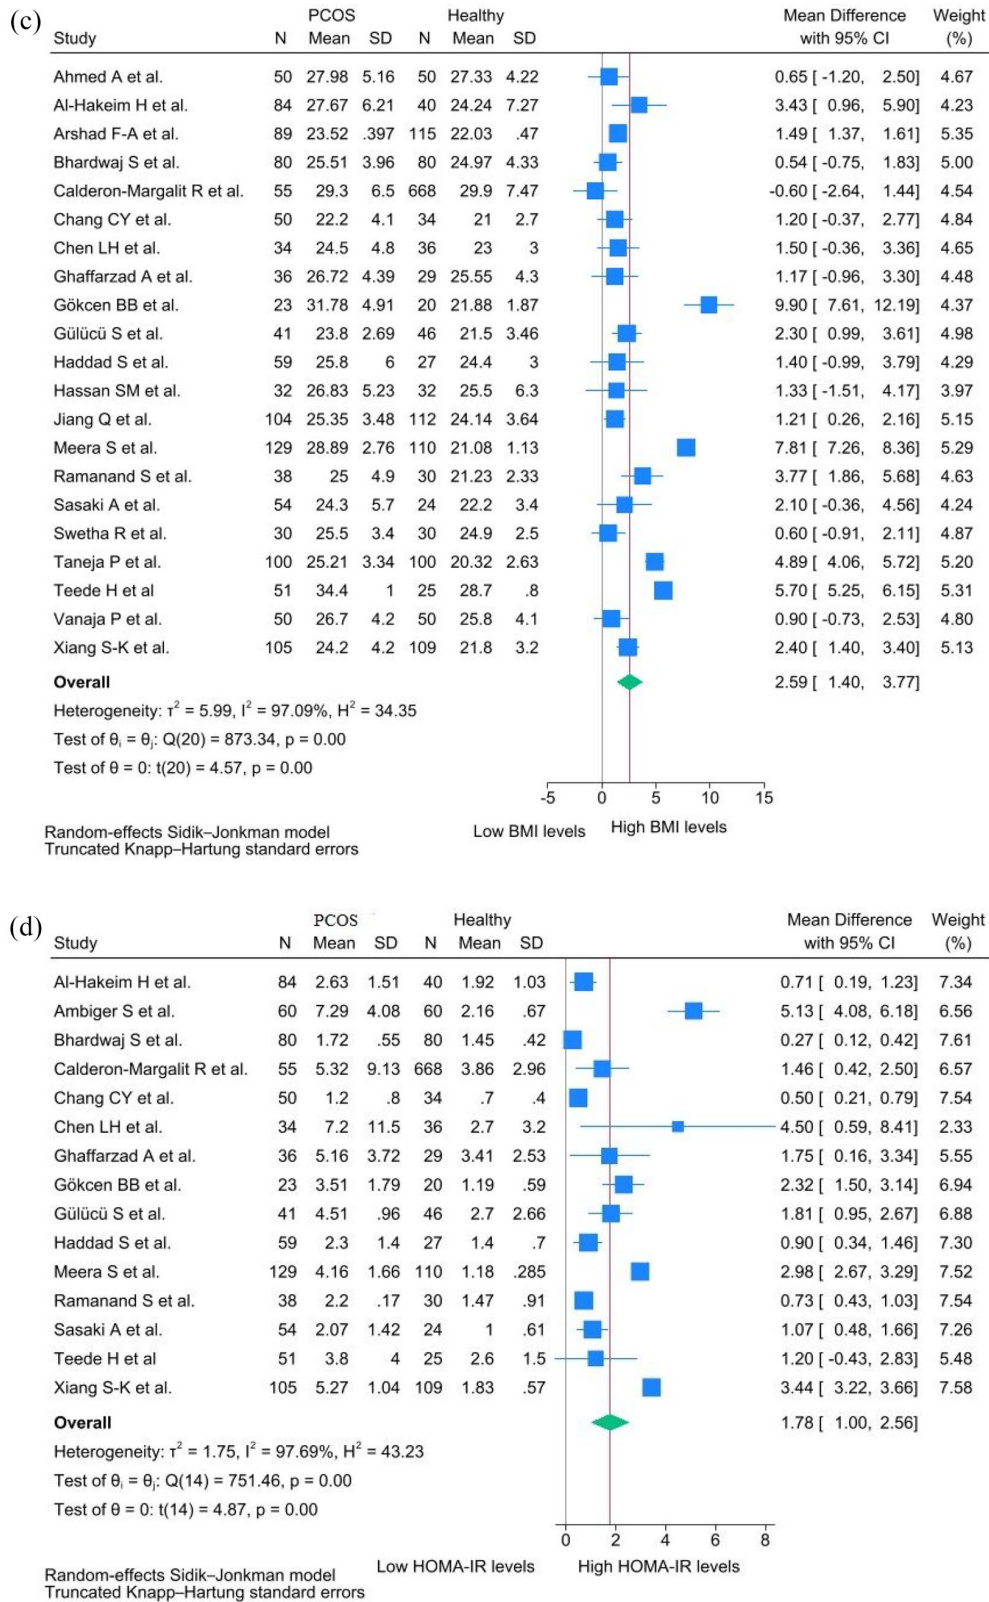 (c)
PCOS Healthy Mean Difference Weight
Study N Mean SD N Mean SD with 95% CI (%)
Ahmed A et al. 50 27.98 5.16 50 27.33 4.22 0.65 [ -1.20, 2.50] 4.67
Al-Hakeim H et al. 84 27.67 6.21 40 24.24 7.27 3.43 [ 0.96, 5.90] 4.23
Arshad F-A et al. 89 23.52 .397 115 22.03 .47 1.49 [ 1.37, 1.61] 5.35
Bhardwaj S et al. 80 25.51 3.96 80 24.97 4.33 0.54 [ -0.75, 1.83] 5.00
Calderon-Margalit R et al. 55 29.3 6.5 668 29.9 7.47 -0.60 [ -2.64, 1.44] 4.54
Chang CY et al. 50 22.2 4.1 34 21 2.7 1.20 [ -0.37, 2.77] 4.84
Chen LH et al. 34 24.5 4.8 36 23 3 1.50 [ -0.36, 3.36] 4.65
Ghaffarzad A et al. 36 26.72 4.39 29 25.55 4.3 1.17 [ -0.96, 3.30] 4.48
Gökcen BB et al. 23 31.78 4.91 20 21.88 1.87 9.90 [ 7.61, 12.19] 4.37
Gülücü S et al. 41 23.8 2.69 46 21.5 3.46 2.30 [ 0.99, 3.61] 4.98
Haddad S et al. 59 25.8 6 27 24.4 3 1.40 [ -0.99, 3.79] 4.29
Hassan SM et al. 32 26.83 5.23 32 25.5 6.3 1.33 [ -1.51, 4.17] 3.97
Jiang Q et al. 104 25.35 3.48 112 24.14 3.64 1.21 [ 0.26, 2.16] 5.15
Meera S et al. 129 28.89 2.76 110 21.08 1.13 7.81 [ 7.26, 8.36] 5.29
Ramanand S et al. 38 25 4.9 30 21.23 2.33 3.77 [ 1.86, 5.68] 4.63
Sasaki A et al. 54 24.3 5.7 24 22.2 3.4 2.10 [ -0.36, 4.56] 4.24
Swetha R et al. 30 25.5 3.4 30 24.9 2.5 0.60 [ -0.91, 2.11] 4.87
Taneja P et al. 100 25.21 3.34 100 20.32 2.63 4.89 [ 4.06, 5.72] 5.20
Teede H et al 51 34.4 1 25 28.7 .8 5.70 [ 5.25, 6.15] 5.31
Vanaja P et al. 50 26.7 4.2 50 25.8 4.1 0.90 [ -0.73, 2.53] 4.80
Xiang S-K et al. 105 24.2 4.2 109 21.8 3.2 2.40 [ 1.40, 3.40] 5.13
Overall 2.59 [ 1.40, 3.77]
Heterogeneity: τ² = 5.99, I² = 97.09%, H² = 34.35
Test of θᵢ = θⱼ: Q(20) = 873.34, p = 0.00
Test of θ = 0: t(20) = 4.57, p = 0.00
-5 0 5 10 15
Low BMI levels High BMI levels
Random-effects Sidik–Jonkman model
Truncated Knapp–Hartung standard errors
(d)
PCOS Healthy Mean Difference Weight
Study N Mean SD N Mean SD with 95% CI (%)
Al-Hakeim H et al. 84 2.63 1.51 40 1.92 1.03 0.71 [ 0.19, 1.23] 7.34
Ambiger S et al. 60 7.29 4.08 60 2.16 .67 5.13 [ 4.08, 6.18] 6.56
Bhardwaj S et al. 80 1.72 .55 80 1.45 .42 0.27 [ 0.12, 0.42] 7.61
Calderon-Margalit R et al. 55 5.32 9.13 668 3.86 2.96 1.46 [ 0.42, 2.50] 6.57
Chang CY et al. 50 1.2 .8 34 .7 .4 0.50 [ 0.21, 0.79] 7.54
Chen LH et al. 34 7.2 11.5 36 2.7 3.2 4.50 [ 0.59, 8.41] 2.33
Ghaffarzad A et al. 36 5.16 3.72 29 3.41 2.53 1.75 [ 0.16, 3.34] 5.55
Gökcen BB et al. 23 3.51 1.79 20 1.19 .59 2.32 [ 1.50, 3.14] 6.94
Gülücü S et al. 41 4.51 .96 46 2.7 2.66 1.81 [ 0.95, 2.67] 6.88
Haddad S et al. 59 2.3 1.4 27 1.4 .7 0.90 [ 0.34, 1.46] 7.30
Meera S et al. 129 4.16 1.66 110 1.18 .285 2.98 [ 2.67, 3.29] 7.52
Ramanand S et al. 38 2.2 .17 30 1.47 .91 0.73 [ 0.43, 1.03] 7.54
Sasaki A et al. 54 2.07 1.42 24 1 .61 1.07 [ 0.48, 1.66] 7.26
Teede H et al 51 3.8 4 25 2.6 1.5 1.20 [ -0.43, 2.83] 5.48
Xiang S-K et al. 105 5.27 1.04 109 1.83 .57 3.44 [ 3.22, 3.66] 7.58
Overall 1.78 [ 1.00, 2.56]
Heterogeneity: τ² = 1.75, I² = 97.69%, H² = 43.23
Test of θᵢ = θⱼ: Q(14) = 751.46, p = 0.00
Test of θ = 0: t(14) = 4.87, p = 0.00
0 2 4 6 8
Low HOMA-IR levels High HOMA-IR levels
Random-effects Sidik–Jonkman model
Truncated Knapp–Hartung standard errors